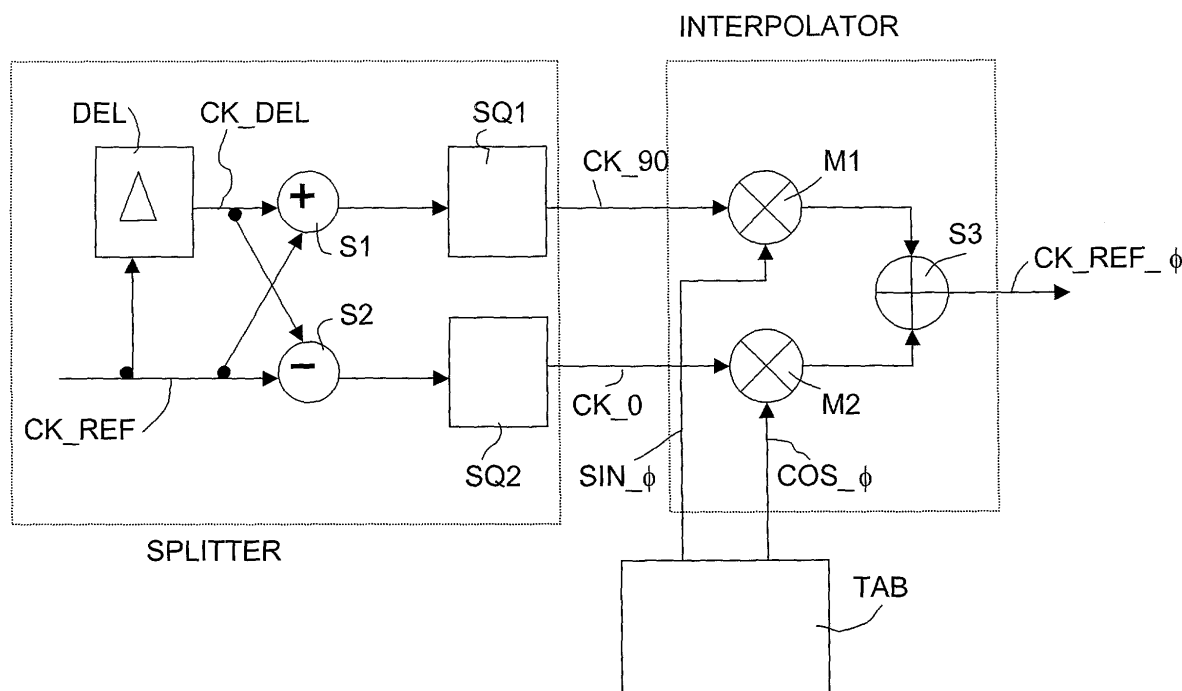 INTERPOLATOR
DEL
CK_DEL
SQ1
CK_90
M1
+
S1
S3
CK_REF_ϕ
Δ
S2
-
CK_REF
SQ2
CK_0
M2
SIN_ϕ
COS_ϕ
SPLITTER
TAB